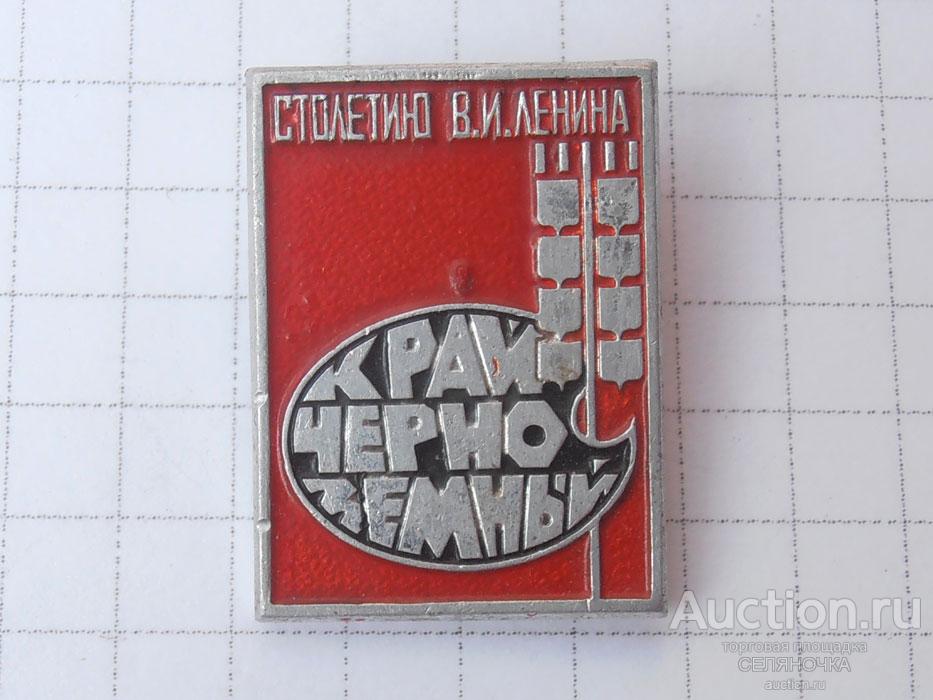 СТОЛЕТИЮ В.И.ЛЕНИНА
КРАЙ
ЧЕРНО
ЗЕМНЫЙ
Auction.ru
торговая площадка
СЕЛЯНОЧКА
auction.ru